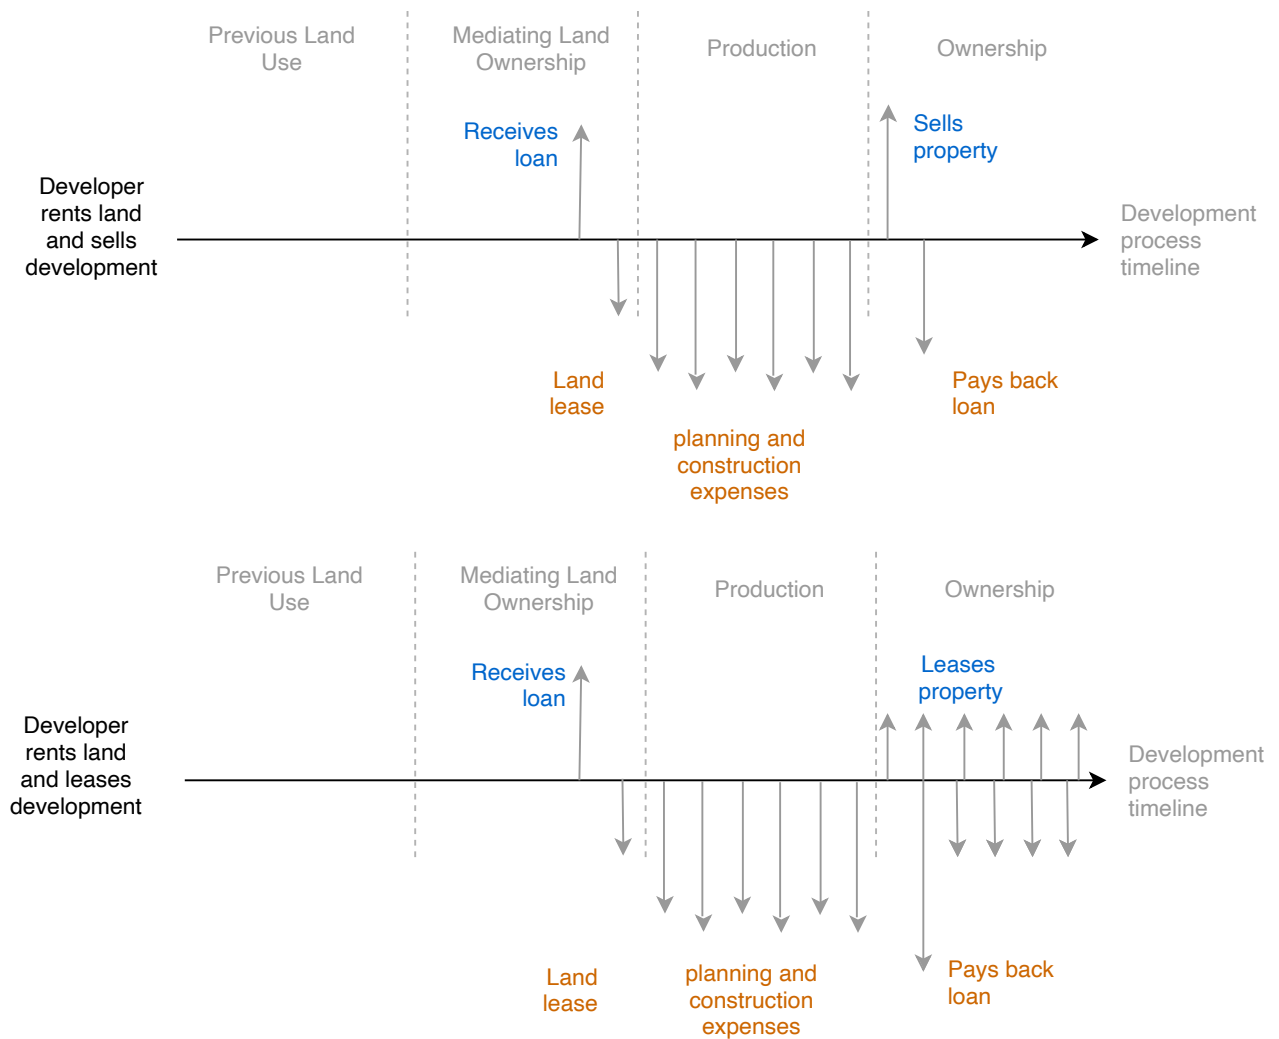 Previous Land
Use
Mediating Land
Ownership
Production
Ownership
Receives
loan
Sells
property
Developer
rents land
and sells
development
Development
process
timeline
Land
lease
Pays back
loan
planning and
construction
expenses
Previous Land
Use
Mediating Land
Ownership
Production
Ownership
Receives
loan
Leases
property
Developer
rents land
and leases
development
Development
process
timeline
Land
lease
planning and
construction
expenses
Pays back
loan